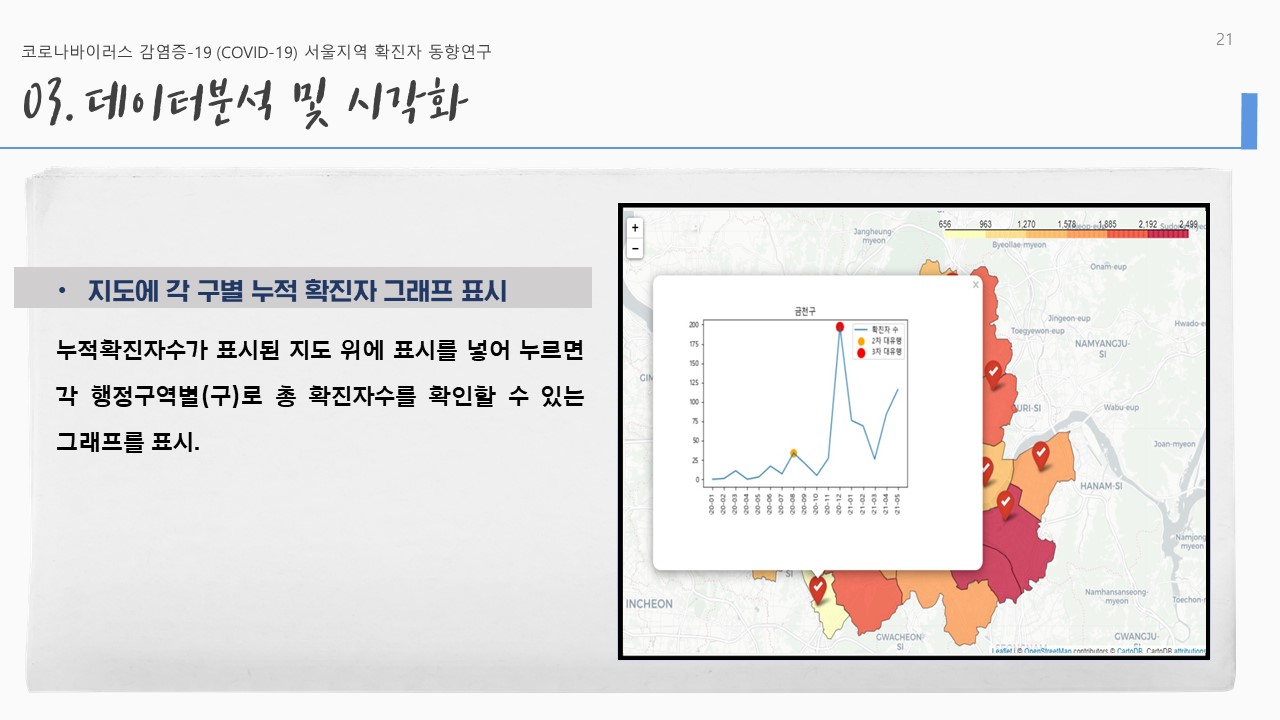 코로나바이러스 감염증-19 (COVID-19) 서울지역 확진자 동향연구
21
03. 데이터분석 및 시각화
• 지도에 각 구별 누적 확진자 그래프 표시
누적확진자수가 표시된 지도 위에 표시를 넣어 누르면
각 행정구역별(구)로 총 확진자수를 확인할 수 있는
그래프를 표시.
+
−
656 963 1,270 1,578 1,885 2,192 2,499
Jangheung-
myeon
Byeollae-myeon
Onam-eup
Jingeon-eup
Toegyewon-eup
Hwado-e
NAMYANGJU-
SI
GIM
URI-SI
Wabu-eup
Joan-myeon
HANAM-SI
Namjong
myeon
Namhansanseong-
myeon
Toechon-
INCHEON
SI
GWACHEON
SI
GWANGJU-
x
금천구
확진자 수
2차 대유행
3차 대유행
200
175
150
125
100
75
50
25
0
20-01 20-02 20-03 20-04 20-05 20-06 20-07 20-08 20-09 20-10 20-11 20-12 21-01 21-02 21-03 21-04 21-05
Leaflet | © OpenStreetMap contributors © CartoDB, CartoDB attributions